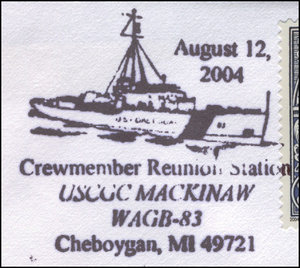 August 12,
2004
Crewmember Reunion Station
USCGC MACKINAW
WAGB-83
Cheboygan, MI 49721